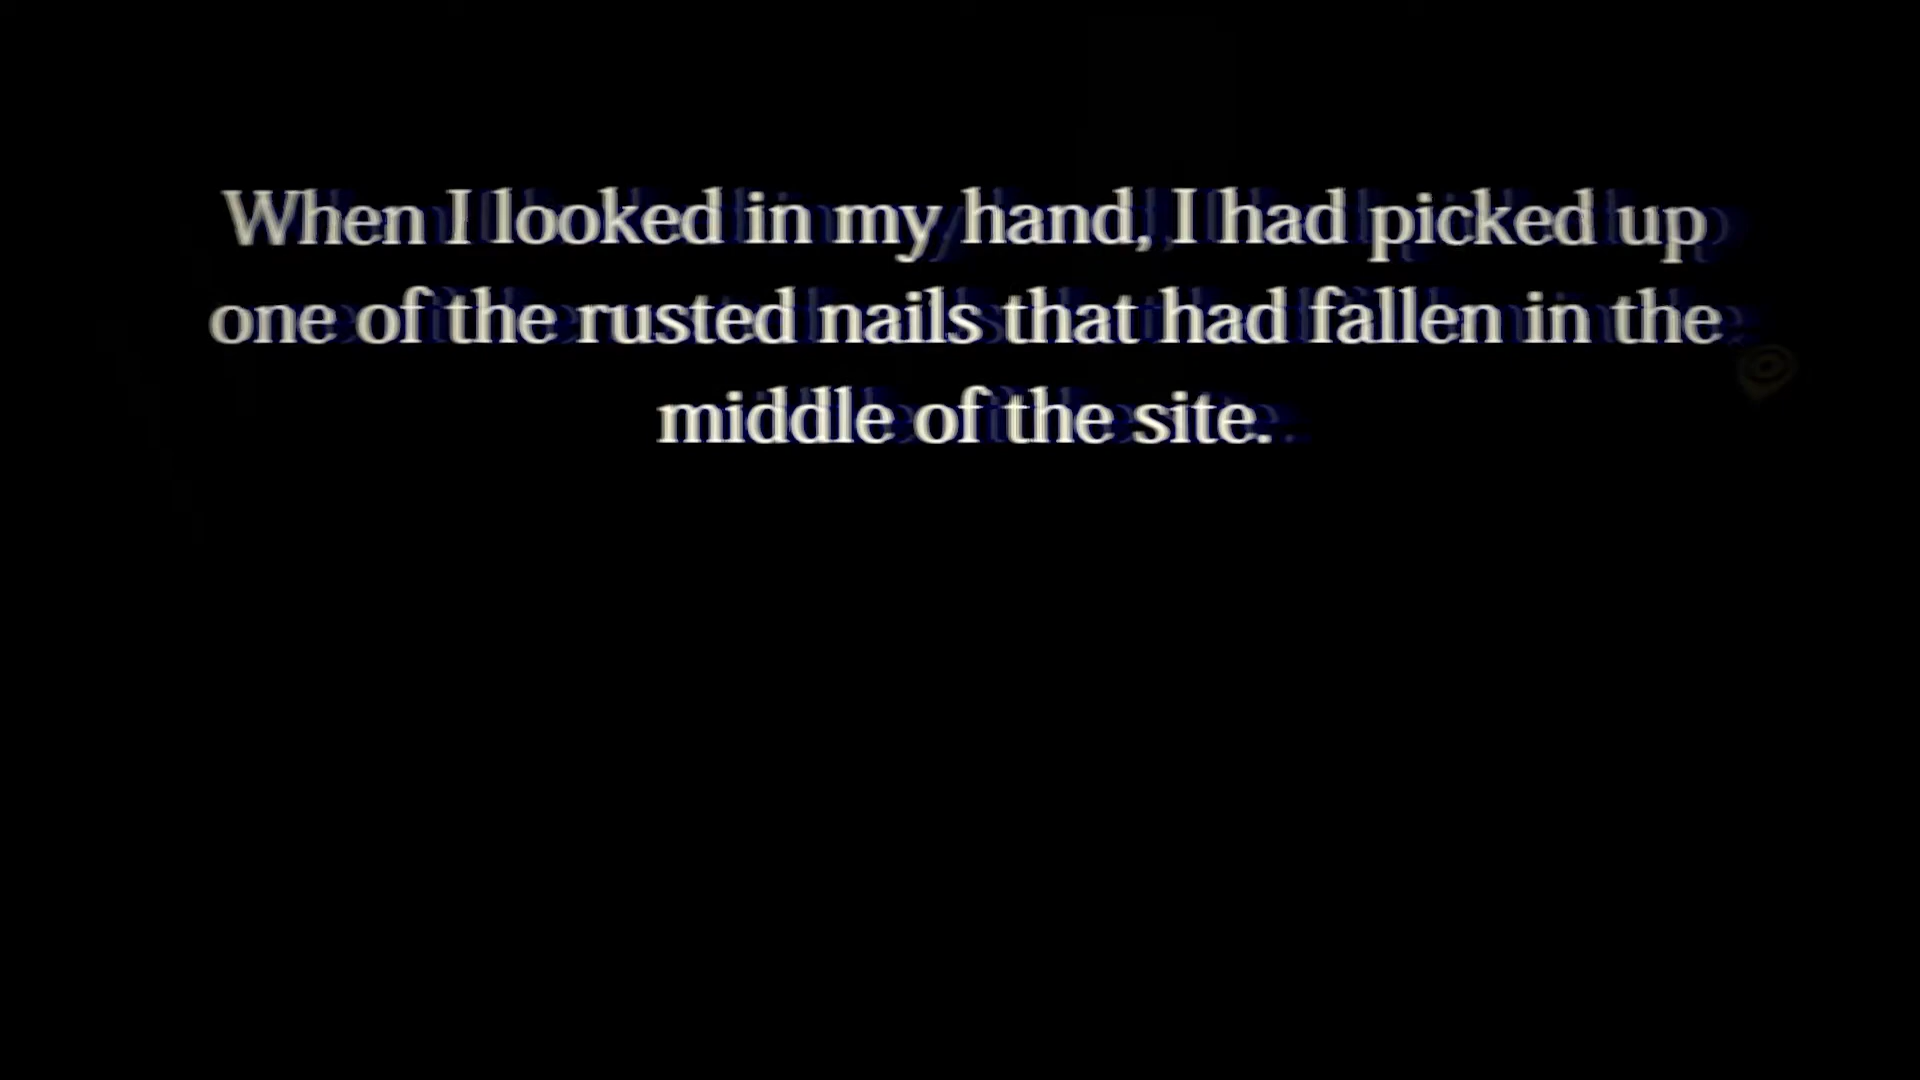 When I looked in my hand, I had picked up
one of the rusted nails that had fallen in the
middle of the site.